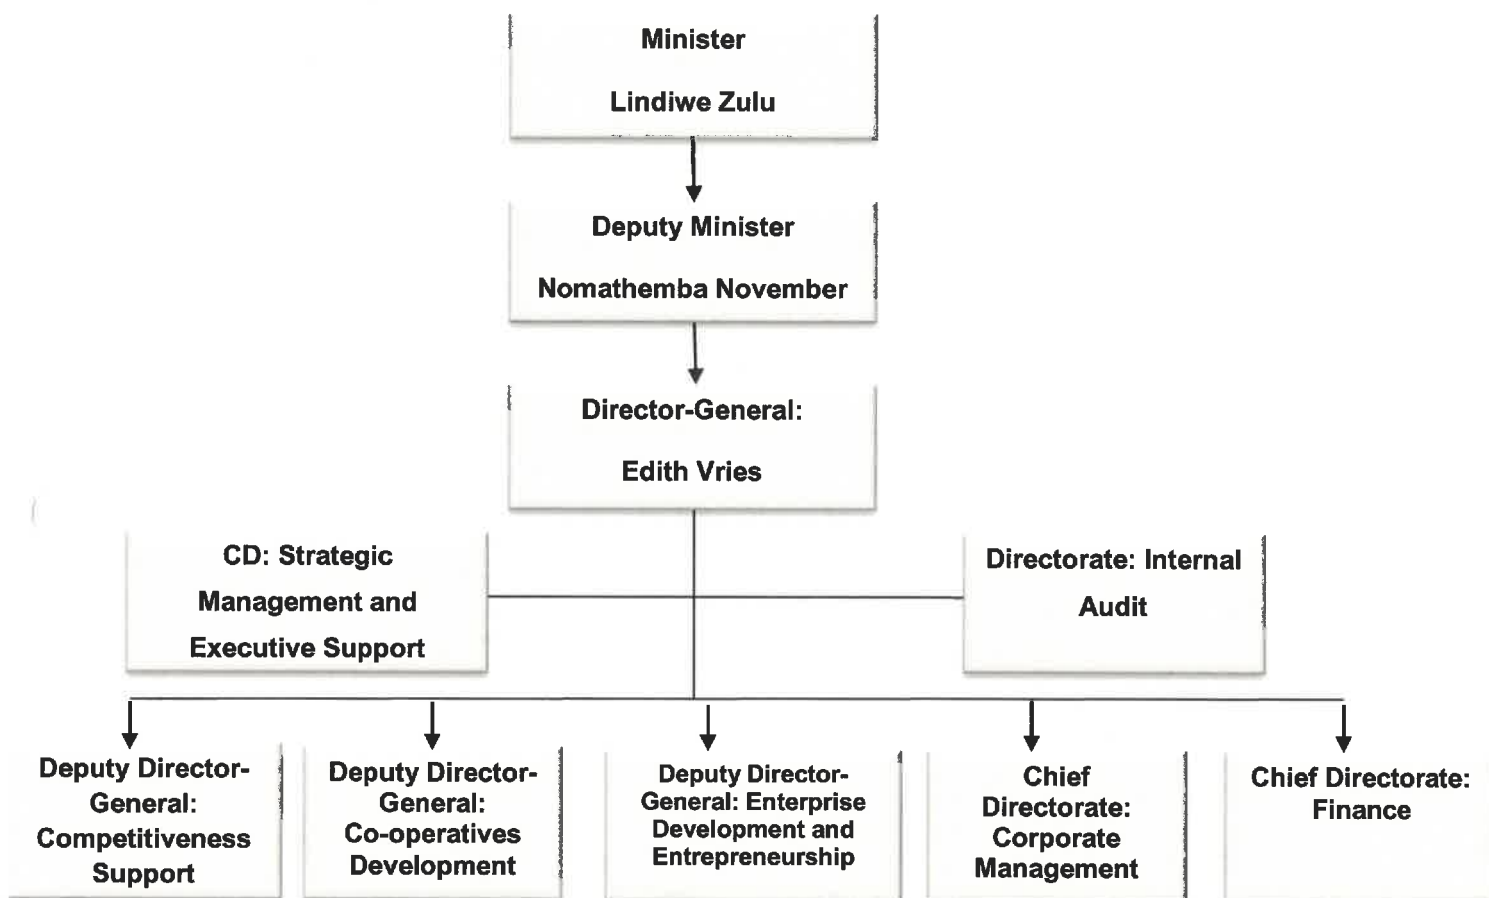 Minister
Lindiwe Zulu
Deputy Minister
Nomathemba November
Director-General:
Edith Vries
CD: Strategic
Management and
Executive Support
Directorate: Internal
Audit
Deputy Director-
General:
Competitiveness
Support
Deputy Director-
General:
Co-operatives
Development
Deputy Director-
General: Enterprise
Development and
Entrepreneurship
Chief
Directorate:
Corporate
Management
Chief Directorate:
Finance